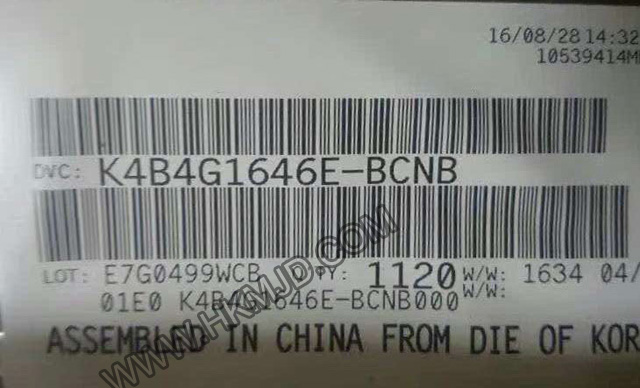 16/08/28 14:32
10539414M
DVC: K4B4G1646E-BCNB
LOT: E7G0499WCB Q'TY: 1120 W/W: 1634 04/
W/W:
01E0 K4B4G1646E-BCNB000
ASSEMBLED IN CHINA FROM DIE OF KOR
WWW.HKMJD.COM